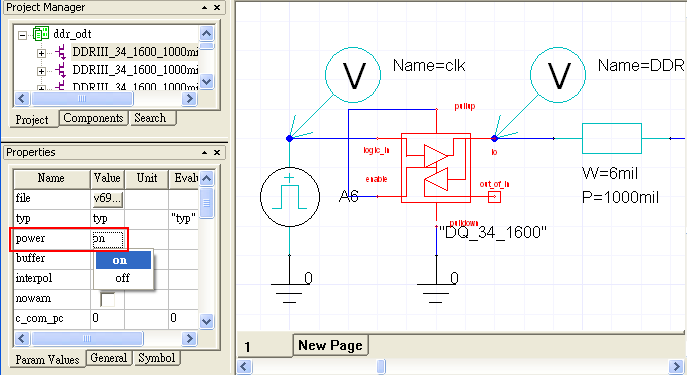 Project Manager
ddr_odt
DDRIII_34_1600_1000mi
DDRIII_34_1600_1000mi
DDRIII_34_1600_1000mi
Project Components Search
Properties
Name Value Unit Evalu
file v69...
typ typ "typ"
power on
buffer on
interpol off
nowarn
c_com_pc 0 0
Param Values General Symbol
V Name=clk V Name=DDR
pullup
logic_in io
enable out_of_in
A6
pulldown
"DQ_34_1600"
W=6mil
P=1000mil
0 0
1 New Page